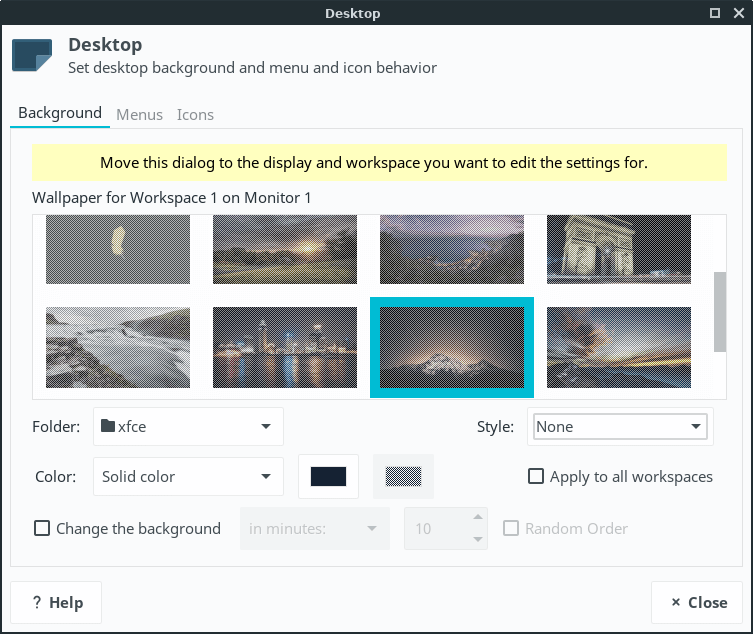 Desktop
Desktop
Set desktop background and menu and icon behavior
Background Menus Icons
Move this dialog to the display and workspace you want to edit the settings for.
Wallpaper for Workspace 1 on Monitor 1
Folder: xfce Style: None
Color: Solid color Apply to all workspaces
Change the background in minutes: 10 Random Order
? Help × Close